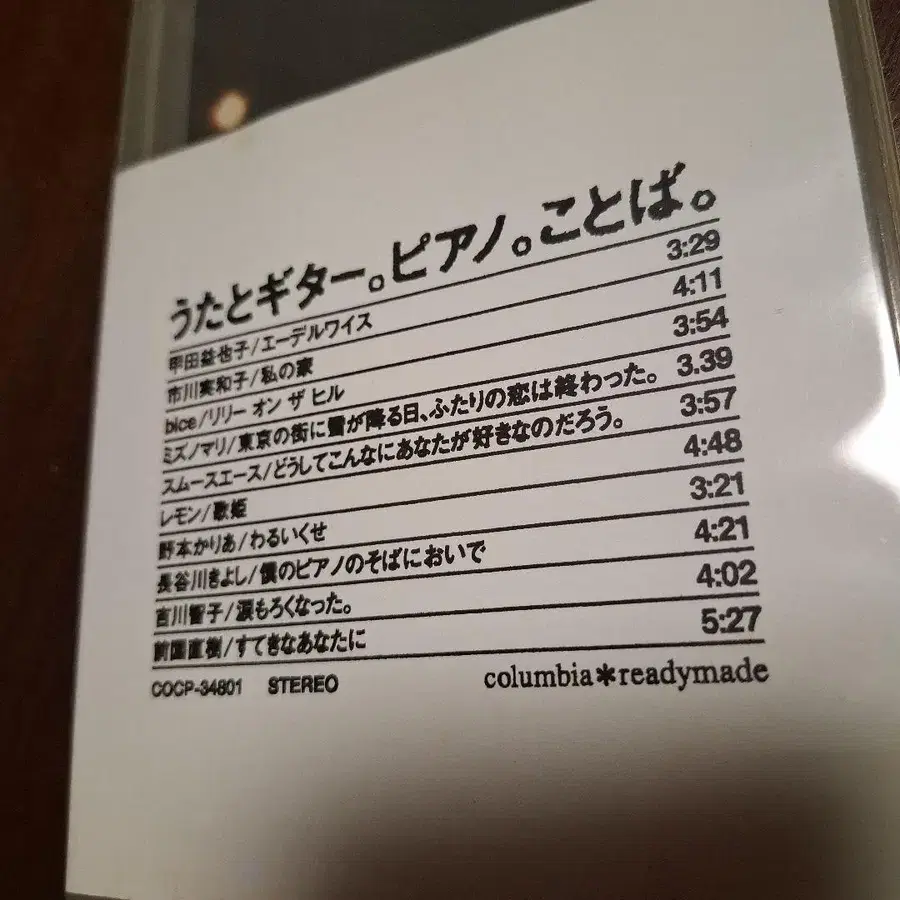 うたとギター。ピアノ。ことば。
甲田益也子/エーデルワイス 3:29
市川実和子/私の家 4:11
bice/リリー オン ザ ヒル 3:54
ミズノマリ/東京の街に雪が降る日、ふたりの恋は終わった。 3.39
スムースエース/どうしてこんなにあなたが好きなのだろう。 3:57
レモン/歌姫 4:48
野本かりあ/わるいくせ 3:21
長谷川きよし/僕のピアノのそばにおいで 4:21
吉川智子/涙もろくなった。 4:02
前園直樹/すてきなあなたに 5:27
COCP-34801 STEREO columbia*readymade